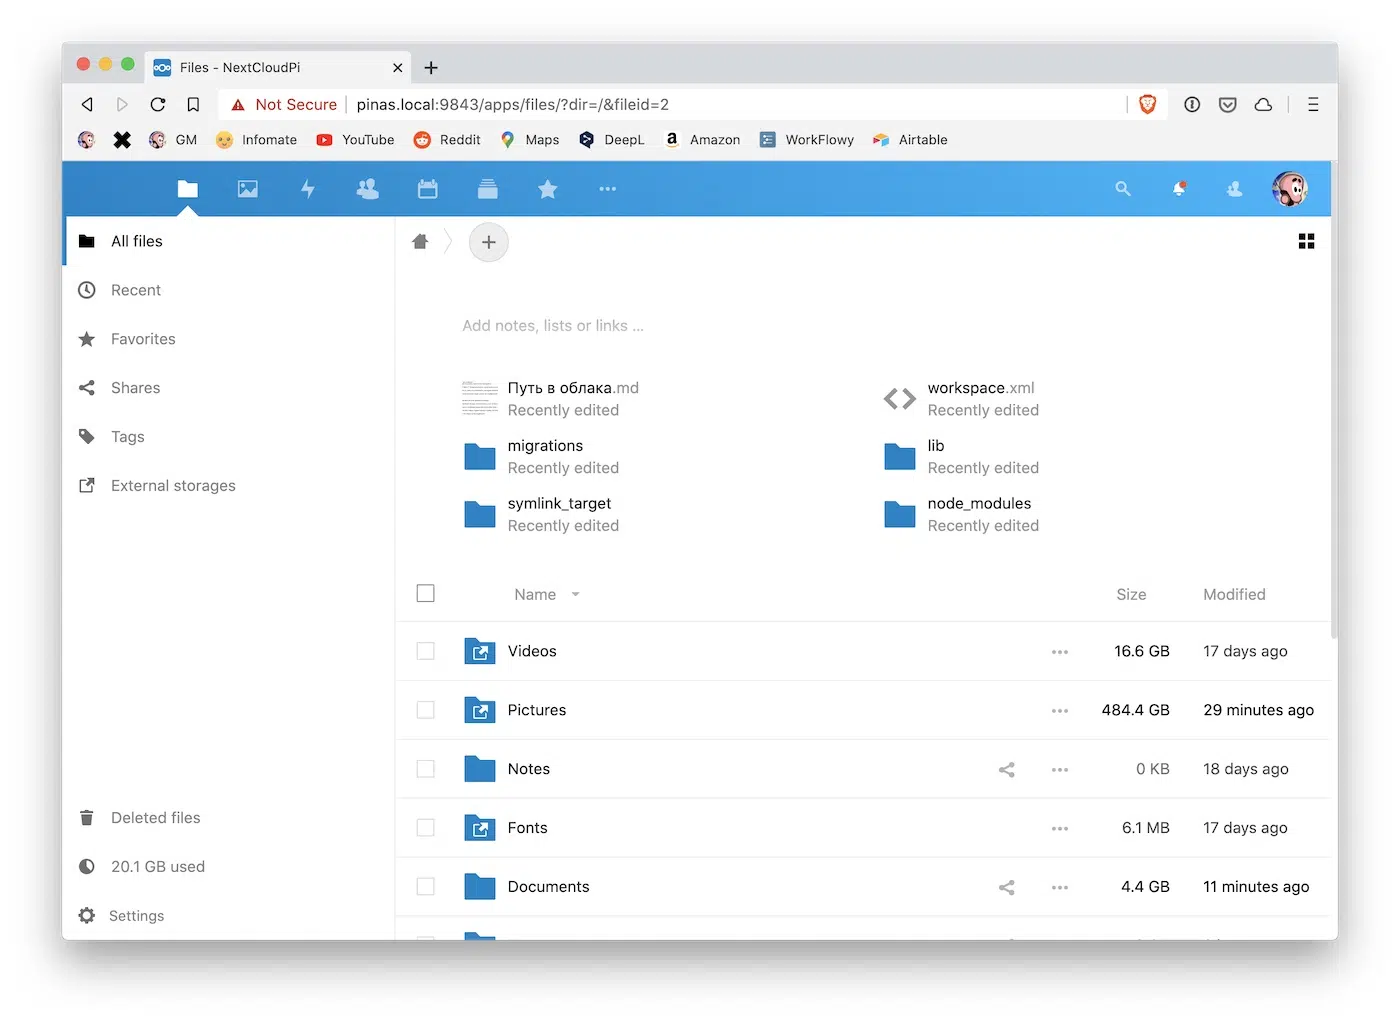 Files - NextCloudPi
Not Secure pinas.local:9843/apps/files/?dir=/&fileid=2
GM Infomate YouTube Reddit Maps DeepL Amazon WorkFlowy Airtable
All files
Recent
Favorites
Shares
Tags
External storages
Deleted files
20.1 GB used
Settings
Add notes, lists or links ...
Путь в облака.md
Recently edited
workspace.xml
Recently edited
migrations
Recently edited
lib
Recently edited
symlink_target
Recently edited
node_modules
Recently edited
Name Size Modified
Videos 16.6 GB 17 days ago
Pictures 484.4 GB 29 minutes ago
Notes 0 KB 18 days ago
Fonts 6.1 MB 17 days ago
Documents 4.4 GB 11 minutes ago